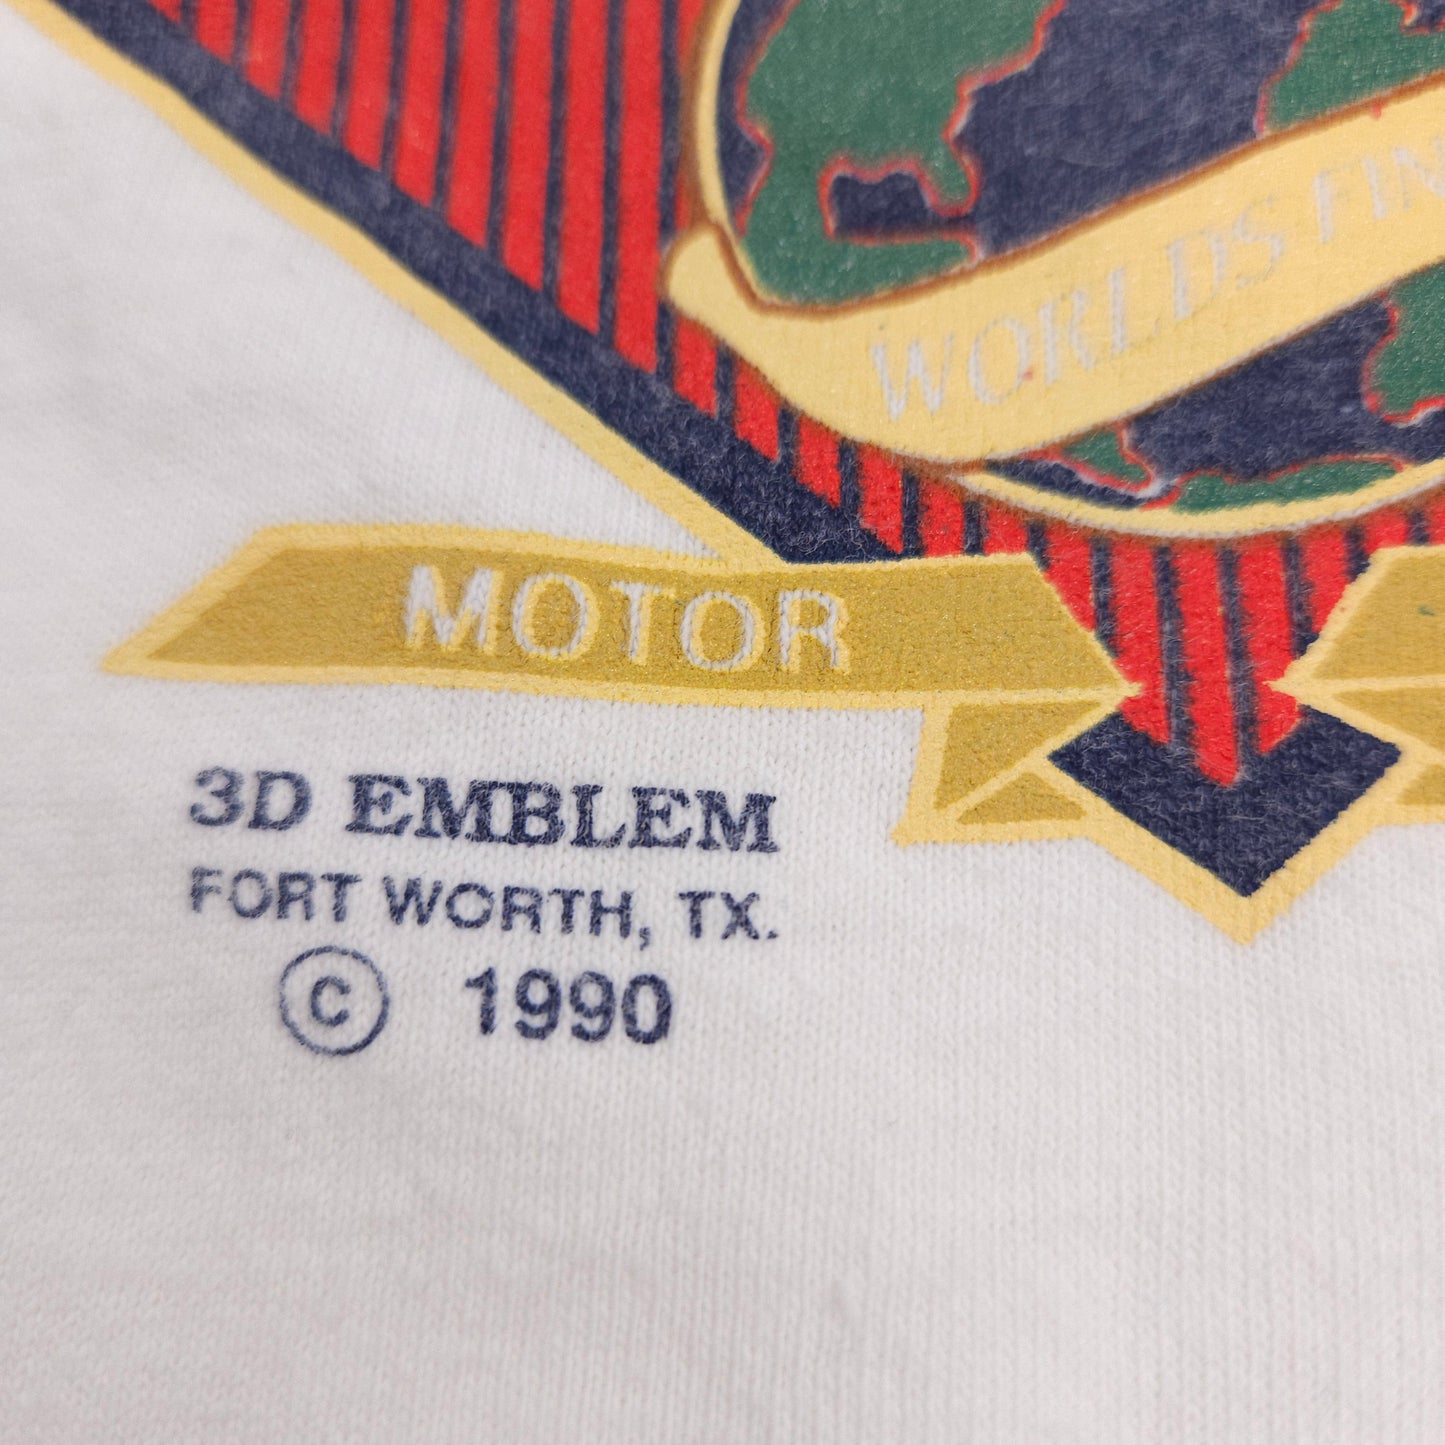 WORLDS FIN
MOTOR
3D EMBLEM
FORT WORTH, TX.
© 1990